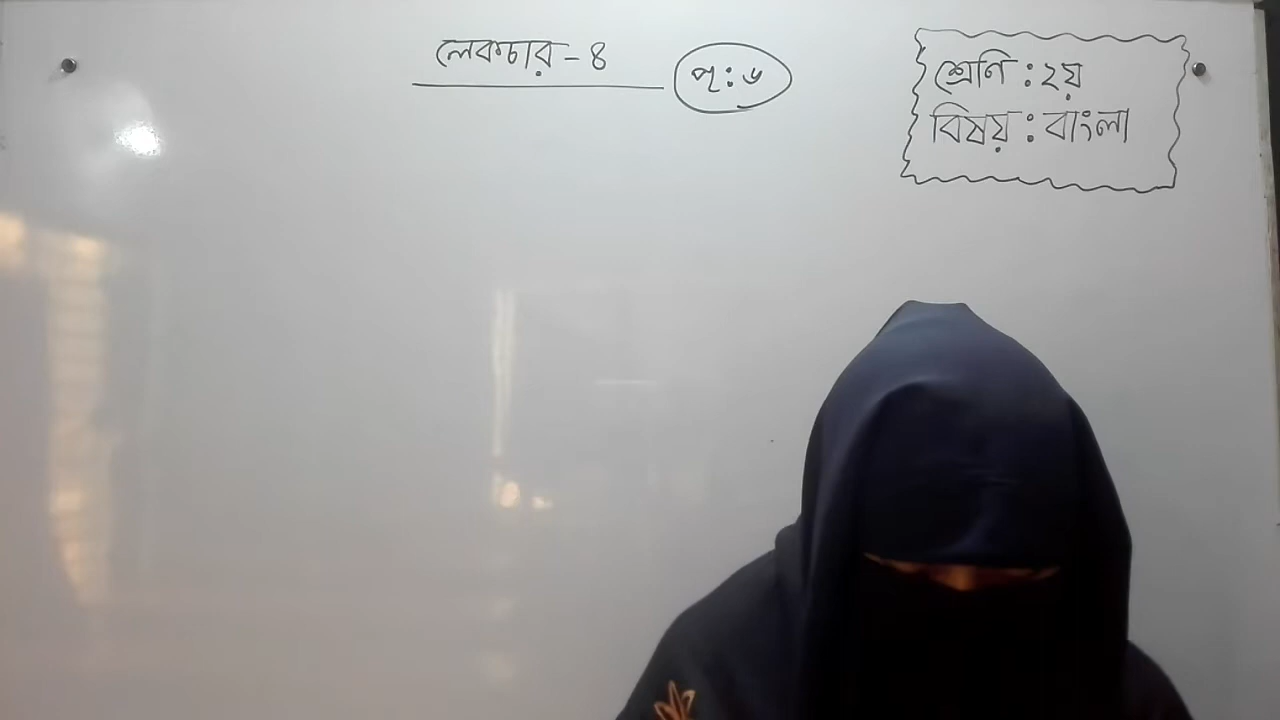 লেকচার - ৪
পৃ: ৬
শ্রেণি : ২য়
বিষয় : বাংলা